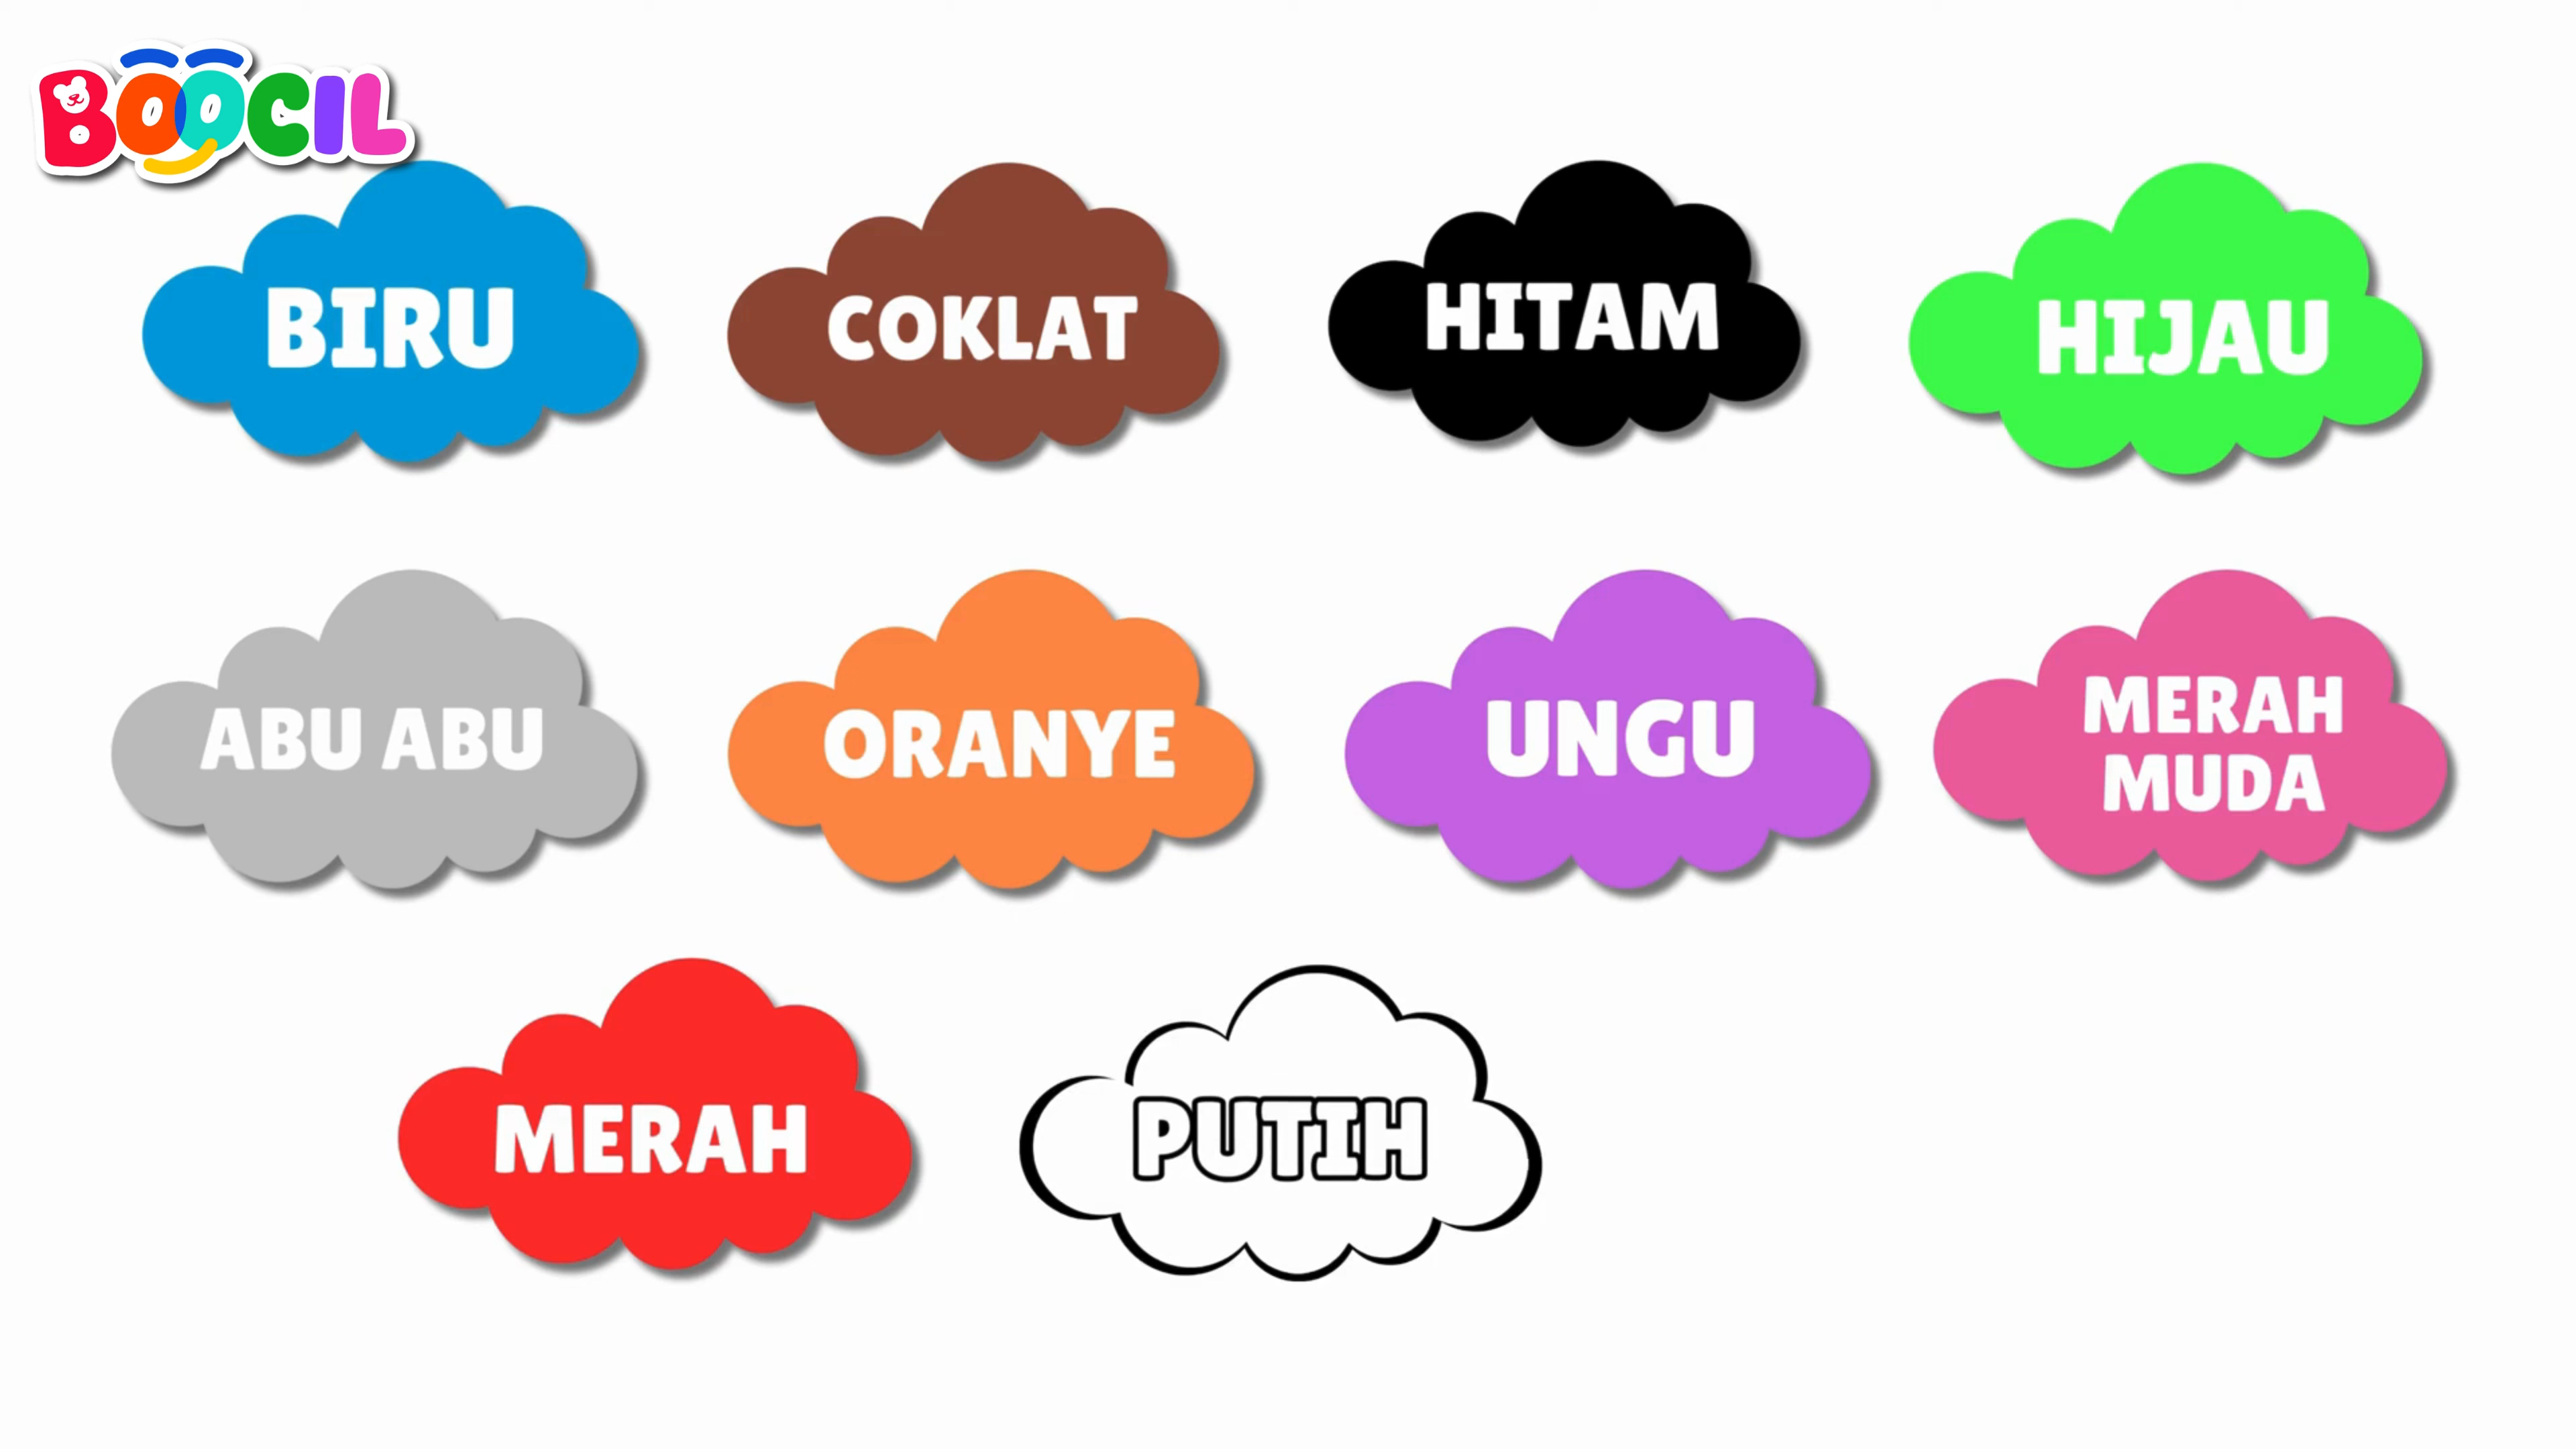 BOOCIL
BIRU
COKLAT
HITAM
HIJAU
ABU ABU
ORANYE
UNGU
MERAH
MUDA
MERAH
PUTIH